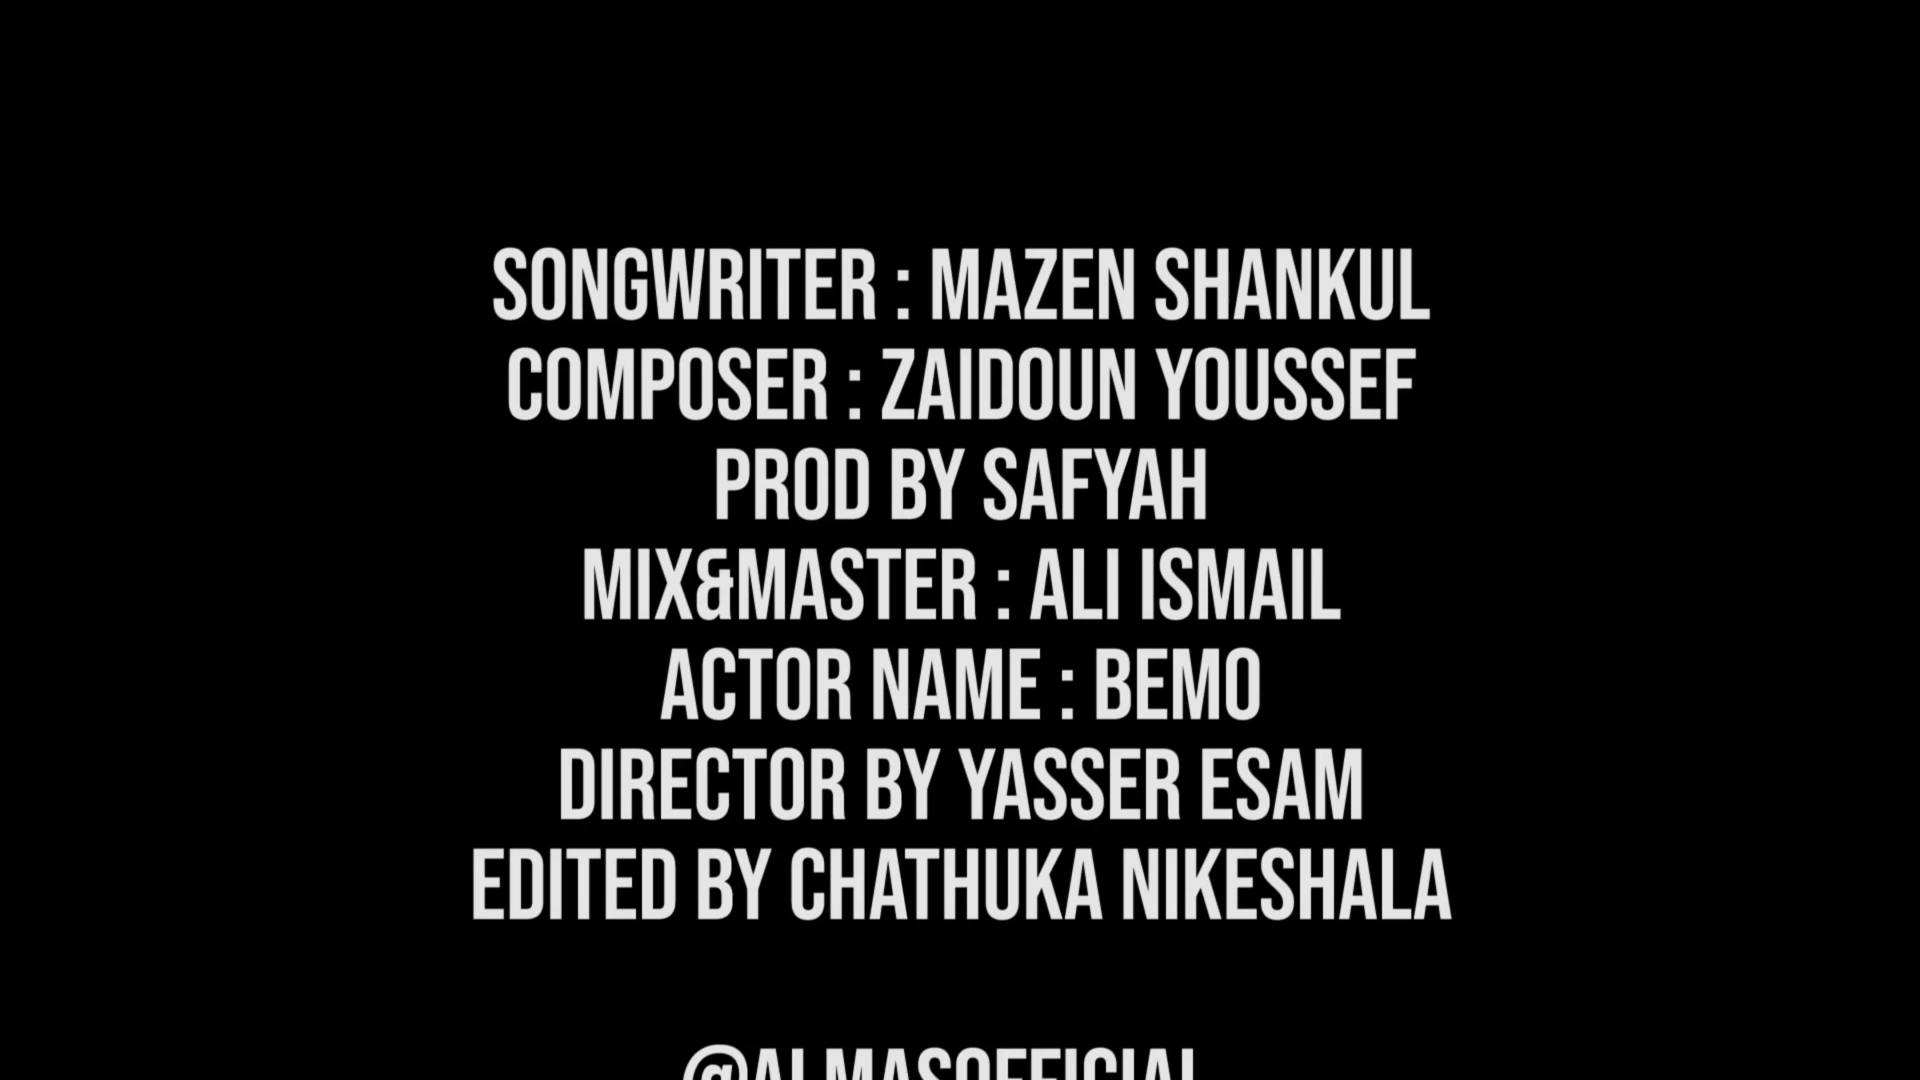 SONGWRITER : MAZEN SHANKUL
COMPOSER : ZAIDOUN YOUSSEF
PROD BY SAFYAH
MIX&MASTER : ALI ISMAIL
ACTOR NAME : BEMO
DIRECTOR BY YASSER ESAM
EDITED BY CHATHUKA NIKESHALA
@ALMASOFFICIAL